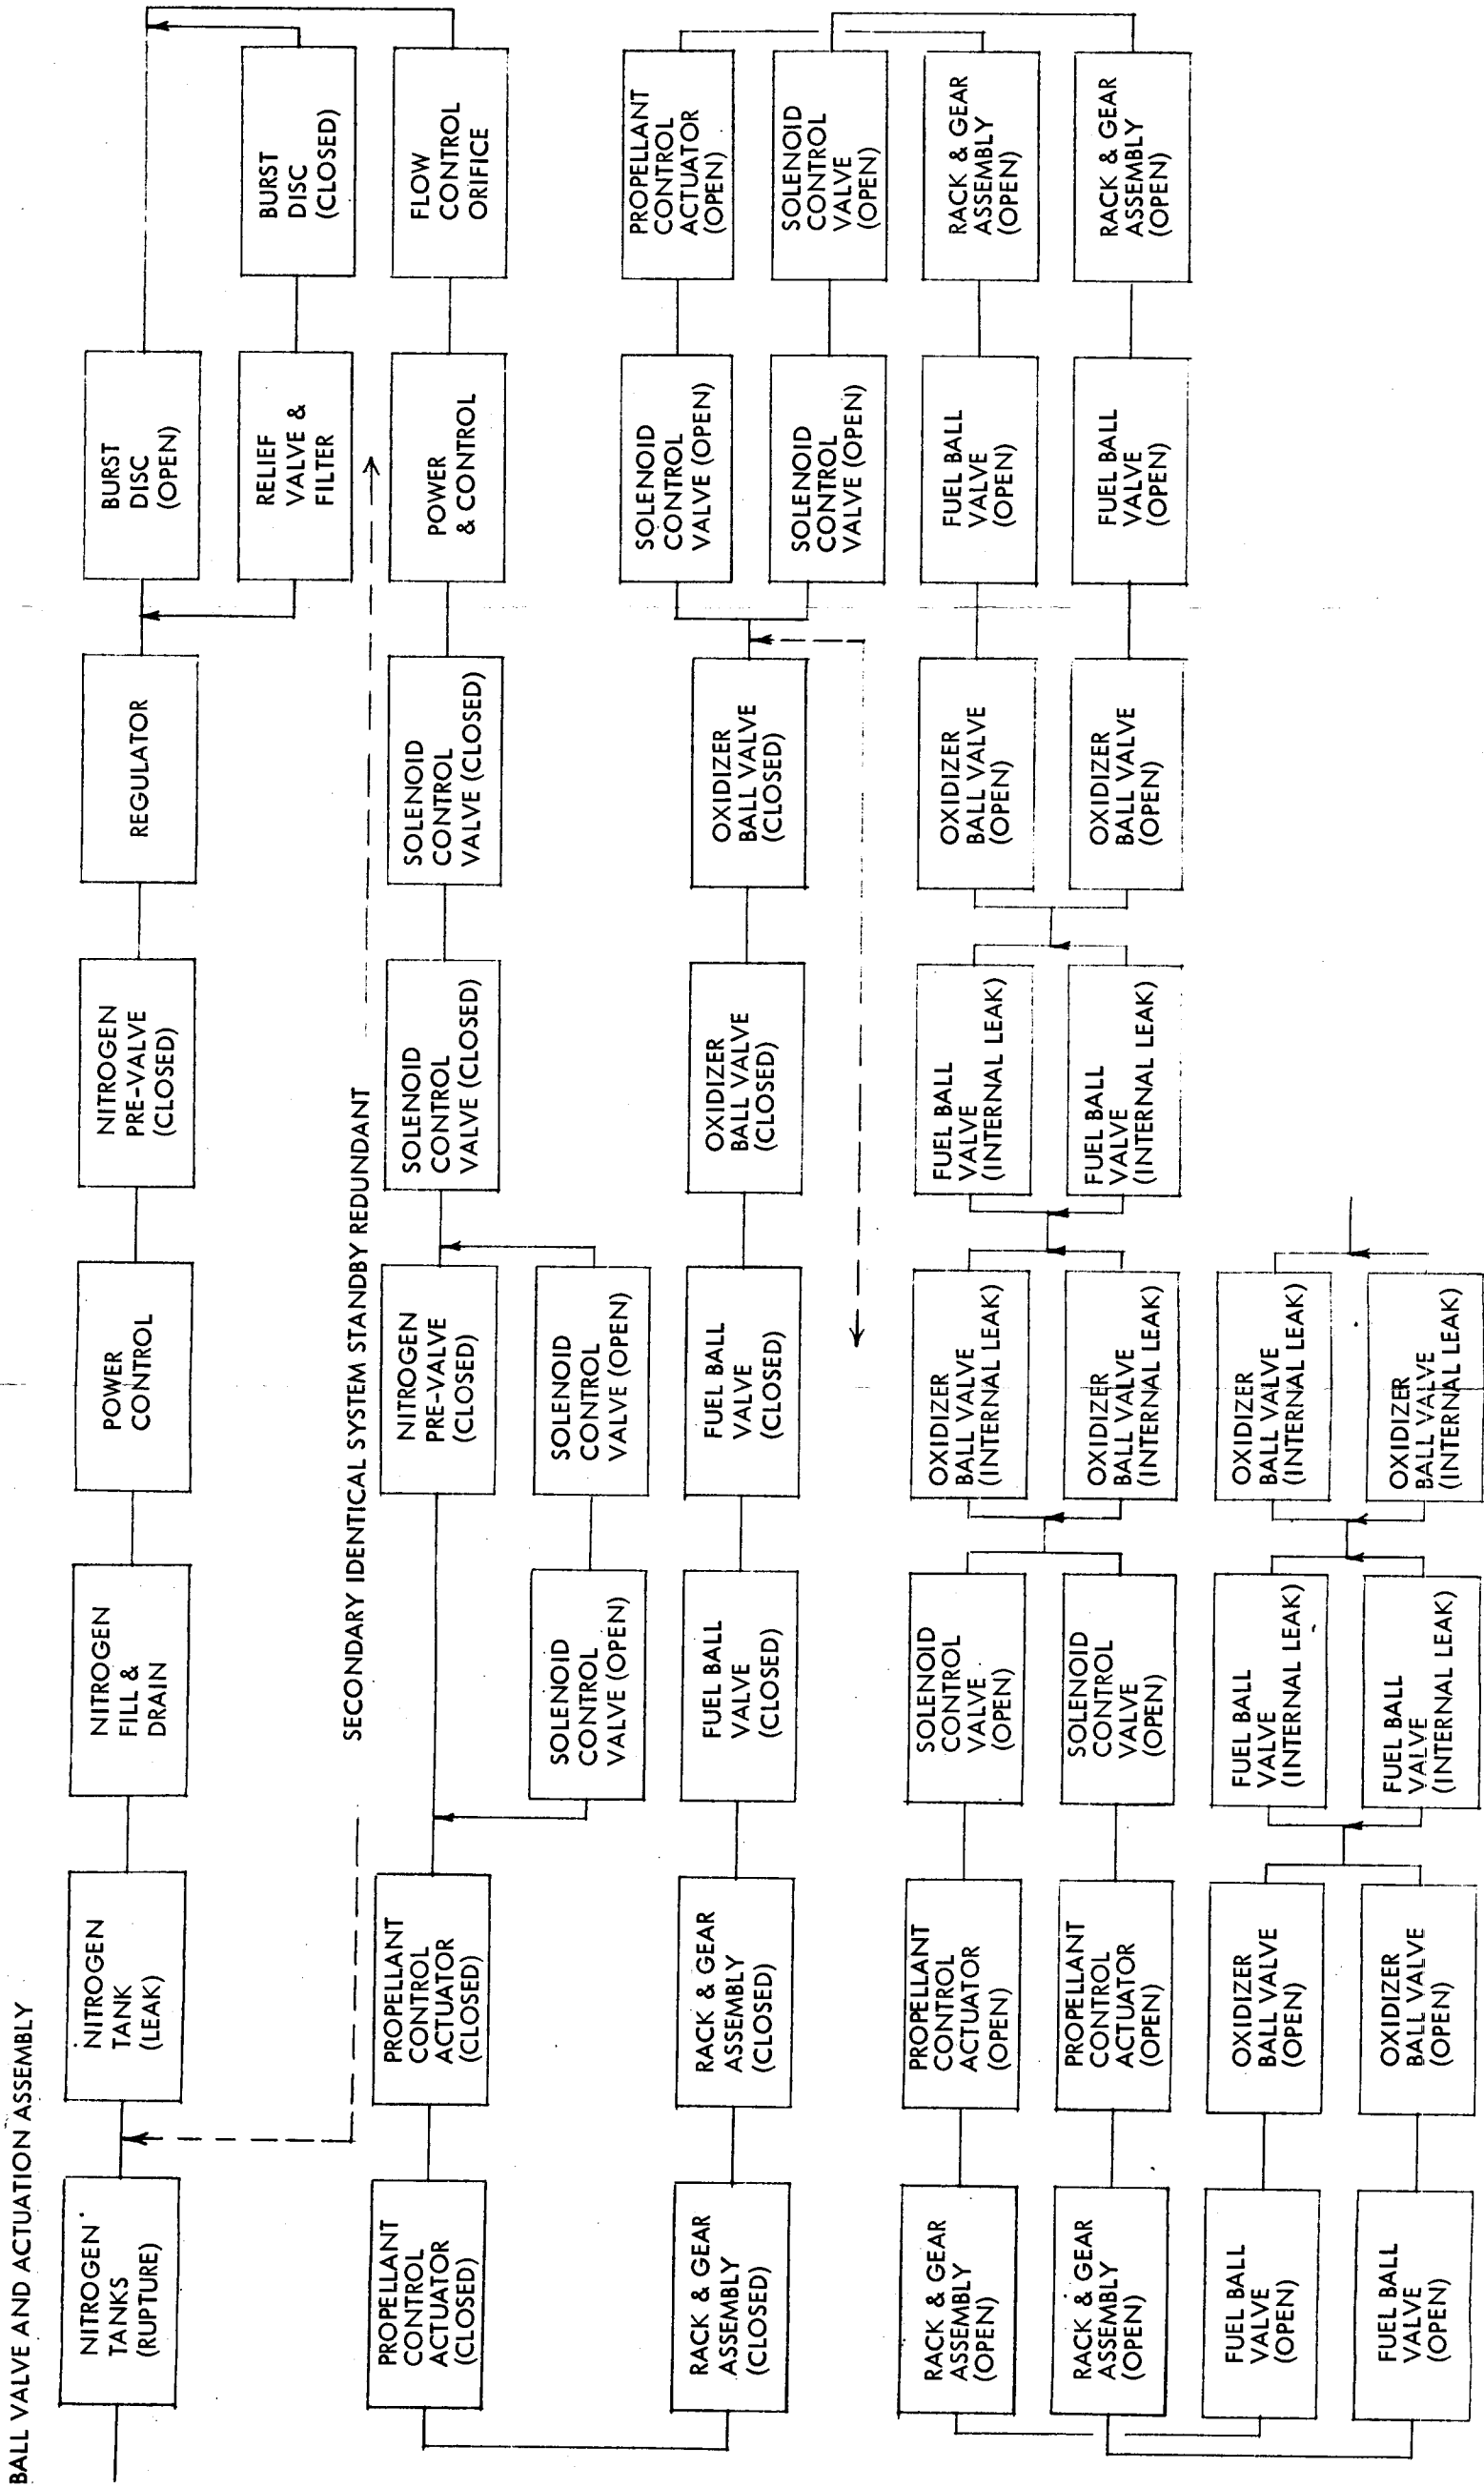 BALL VALVE AND ACTUATION ASSEMBLY
NITROGEN
TANKS
(RUPTURE)
NITROGEN
TANK
(LEAK)
NITROGEN
FILL &
DRAIN
POWER
CONTROL
NITROGEN
PRE-VALVE
(CLOSED)
REGULATOR
BURST
DISC
(OPEN)
RELIEF
VALVE &
FILTER
BURST
DISC
(CLOSED)
SECONDARY IDENTICAL SYSTEM STANDBY REDUNDANT
PROPELLANT
CONTROL
ACTUATOR
(CLOSED)
PROPELLANT
CONTROL
ACTUATOR
(CLOSED)
NITROGEN
PRE-VALVE
(CLOSED)
SOLENOID
CONTROL
VALVE (CLOSED)
SOLENOID
CONTROL
VALVE (CLOSED)
POWER
& CONTROL
FLOW
CONTROL
ORIFICE
SOLENOID
CONTROL
VALVE (OPEN)
SOLENOID
CONTROL
VALVE (OPEN)
RACK & GEAR
ASSEMBLY
(CLOSED)
RACK & GEAR
ASSEMBLY
(CLOSED)
FUEL BALL
VALVE
(CLOSED)
FUEL BALL
VALVE
(CLOSED)
OXIDIZER
BALL VALVE
(CLOSED)
OXIDIZER
BALL VALVE
(CLOSED)
SOLENOID
CONTROL
VALVE (OPEN)
PROPELLANT
CONTROL
ACTUATOR
(OPEN)
SOLENOID
CONTROL
VALVE (OPEN)
SOLENOID
CONTROL
VALVE
(OPEN)
RACK & GEAR
ASSEMBLY
(OPEN)
PROPELLANT
CONTROL
ACTUATOR
(OPEN)
SOLENOID
CONTROL
VALVE
(OPEN)
OXIDIZER
BALL VALVE
(INTERNAL LEAK)
FUEL BALL
VALVE
(INTERNAL LEAK)
OXIDIZER
BALL VALVE
(OPEN)
FUEL BALL
VALVE
(OPEN)
RACK & GEAR
ASSEMBLY
(OPEN)
RACK & GEAR
ASSEMBLY
(OPEN)
PROPELLANT
CONTROL
ACTUATOR
(OPEN)
SOLENOID
CONTROL
VALVE
(OPEN)
OXIDIZER
BALL VALVE
(INTERNAL LEAK)
FUEL BALL
VALVE
(INTERNAL LEAK)
OXIDIZER
BALL VALVE
(OPEN)
FUEL BALL
VALVE
(OPEN)
RACK & GEAR
ASSEMBLY
(OPEN)
FUEL BALL
VALVE
(OPEN)
OXIDIZER
BALL VALVE
(OPEN)
FUEL BALL
VALVE
(INTERNAL LEAK)
OXIDIZER
BALL VALVE
(INTERNAL LEAK)
FUEL BALL
VALVE
(OPEN)
OXIDIZER
BALL VALVE
(OPEN)
FUEL BALL
VALVE
(INTERNAL LEAK)
OXIDIZER
BALL VALVE
(INTERNAL LEAK)